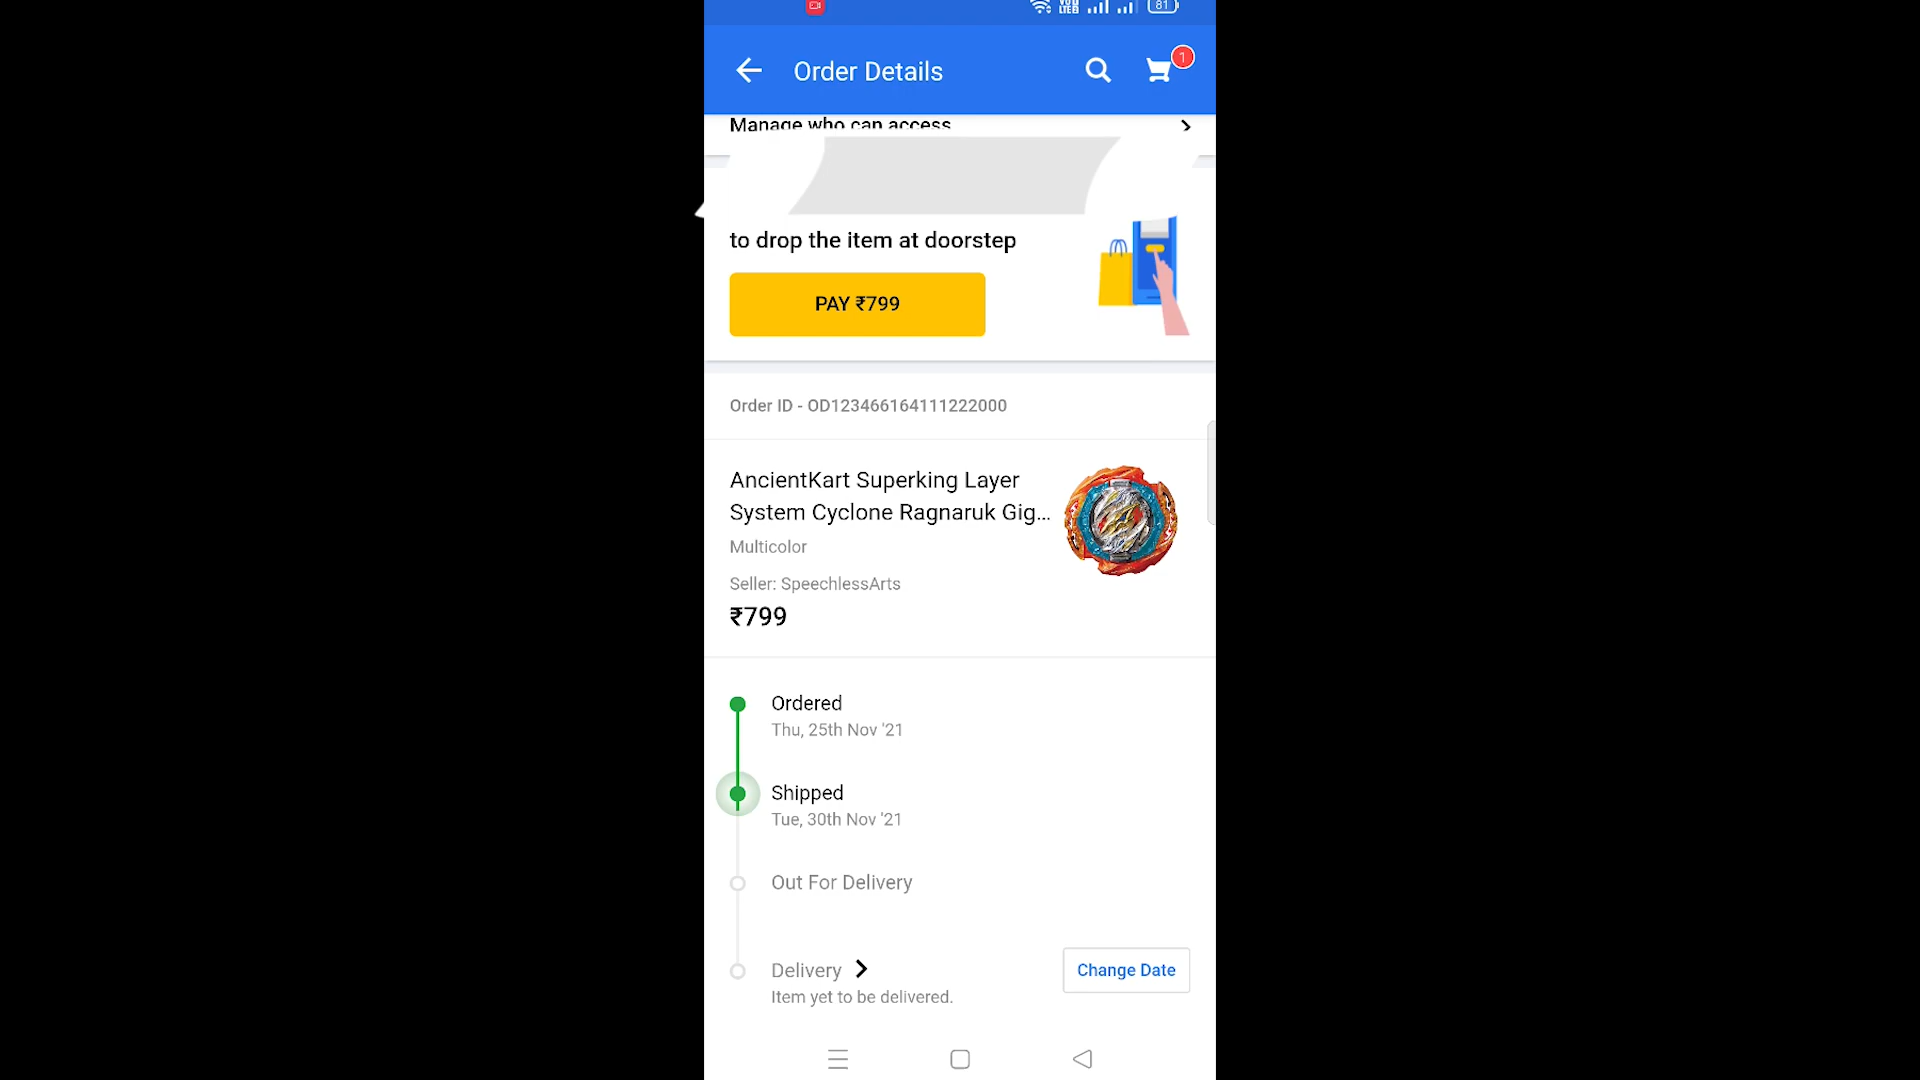 81
Order Details
1
Manage who can access
to drop the item at doorstep
PAY ₹799
Order ID - OD123466164111222000
AncientKart Superking Layer
System Cyclone Ragnaruk Gig...
Multicolor
Seller: SpeechlessArts
₹799
Ordered
Thu, 25th Nov '21
Shipped
Tue, 30th Nov '21
Out For Delivery
Delivery
Change Date
Item yet to be delivered.